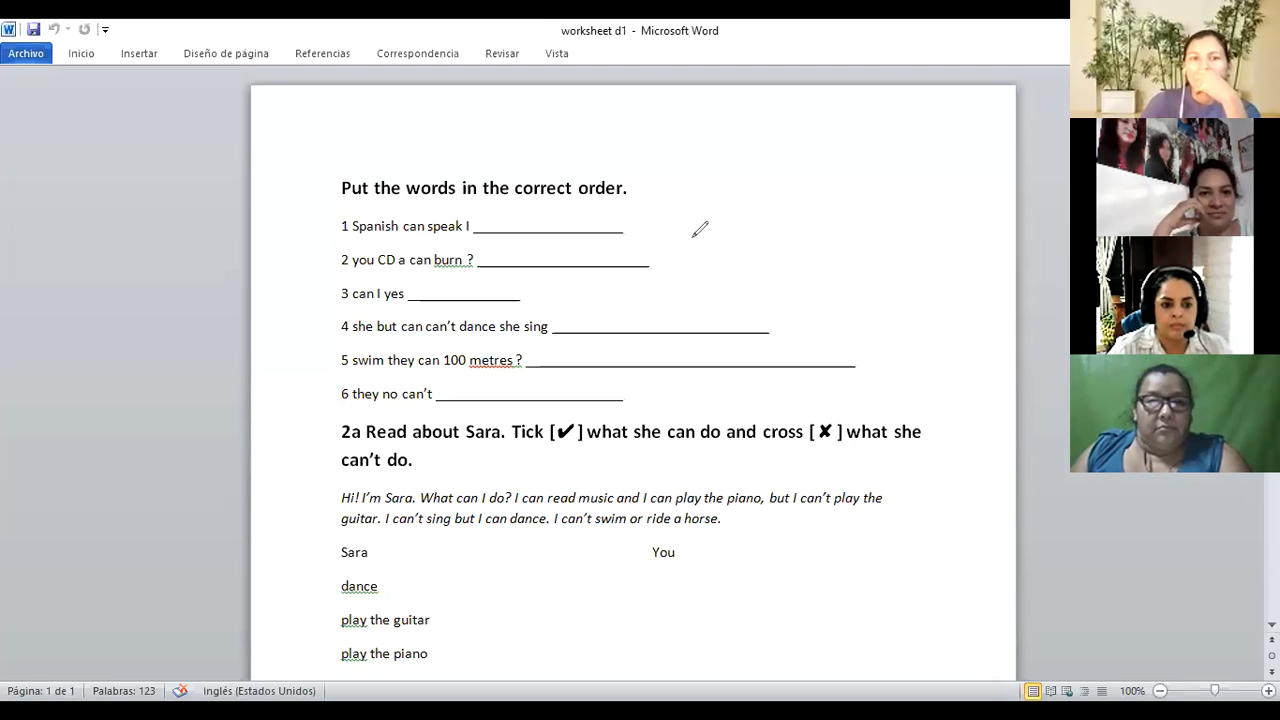 worksheet d1 - Microsoft Word
Archivo Inicio Insertar Diseño de página Referencias Correspondencia Revisar Vista
Put the words in the correct order.
1 Spanish can speak I ____________________
2 you CD a can burn ? _______________________
3 can I yes _______________
4 she but can can’t dance she sing _____________________________
5 swim they can 100 metres ? ____________________________________________
6 they no can’t _________________________
2a Read about Sara. Tick [✔] what she can do and cross [ ✘ ] what she
can’t do.
Hi! I’m Sara. What can I do? I can read music and I can play the piano, but I can’t play the
guitar. I can’t sing but I can dance. I can’t swim or ride a horse.
Sara You
dance
play the guitar
play the piano
Página: 1 de 1 Palabras: 123 Inglés (Estados Unidos) 100%